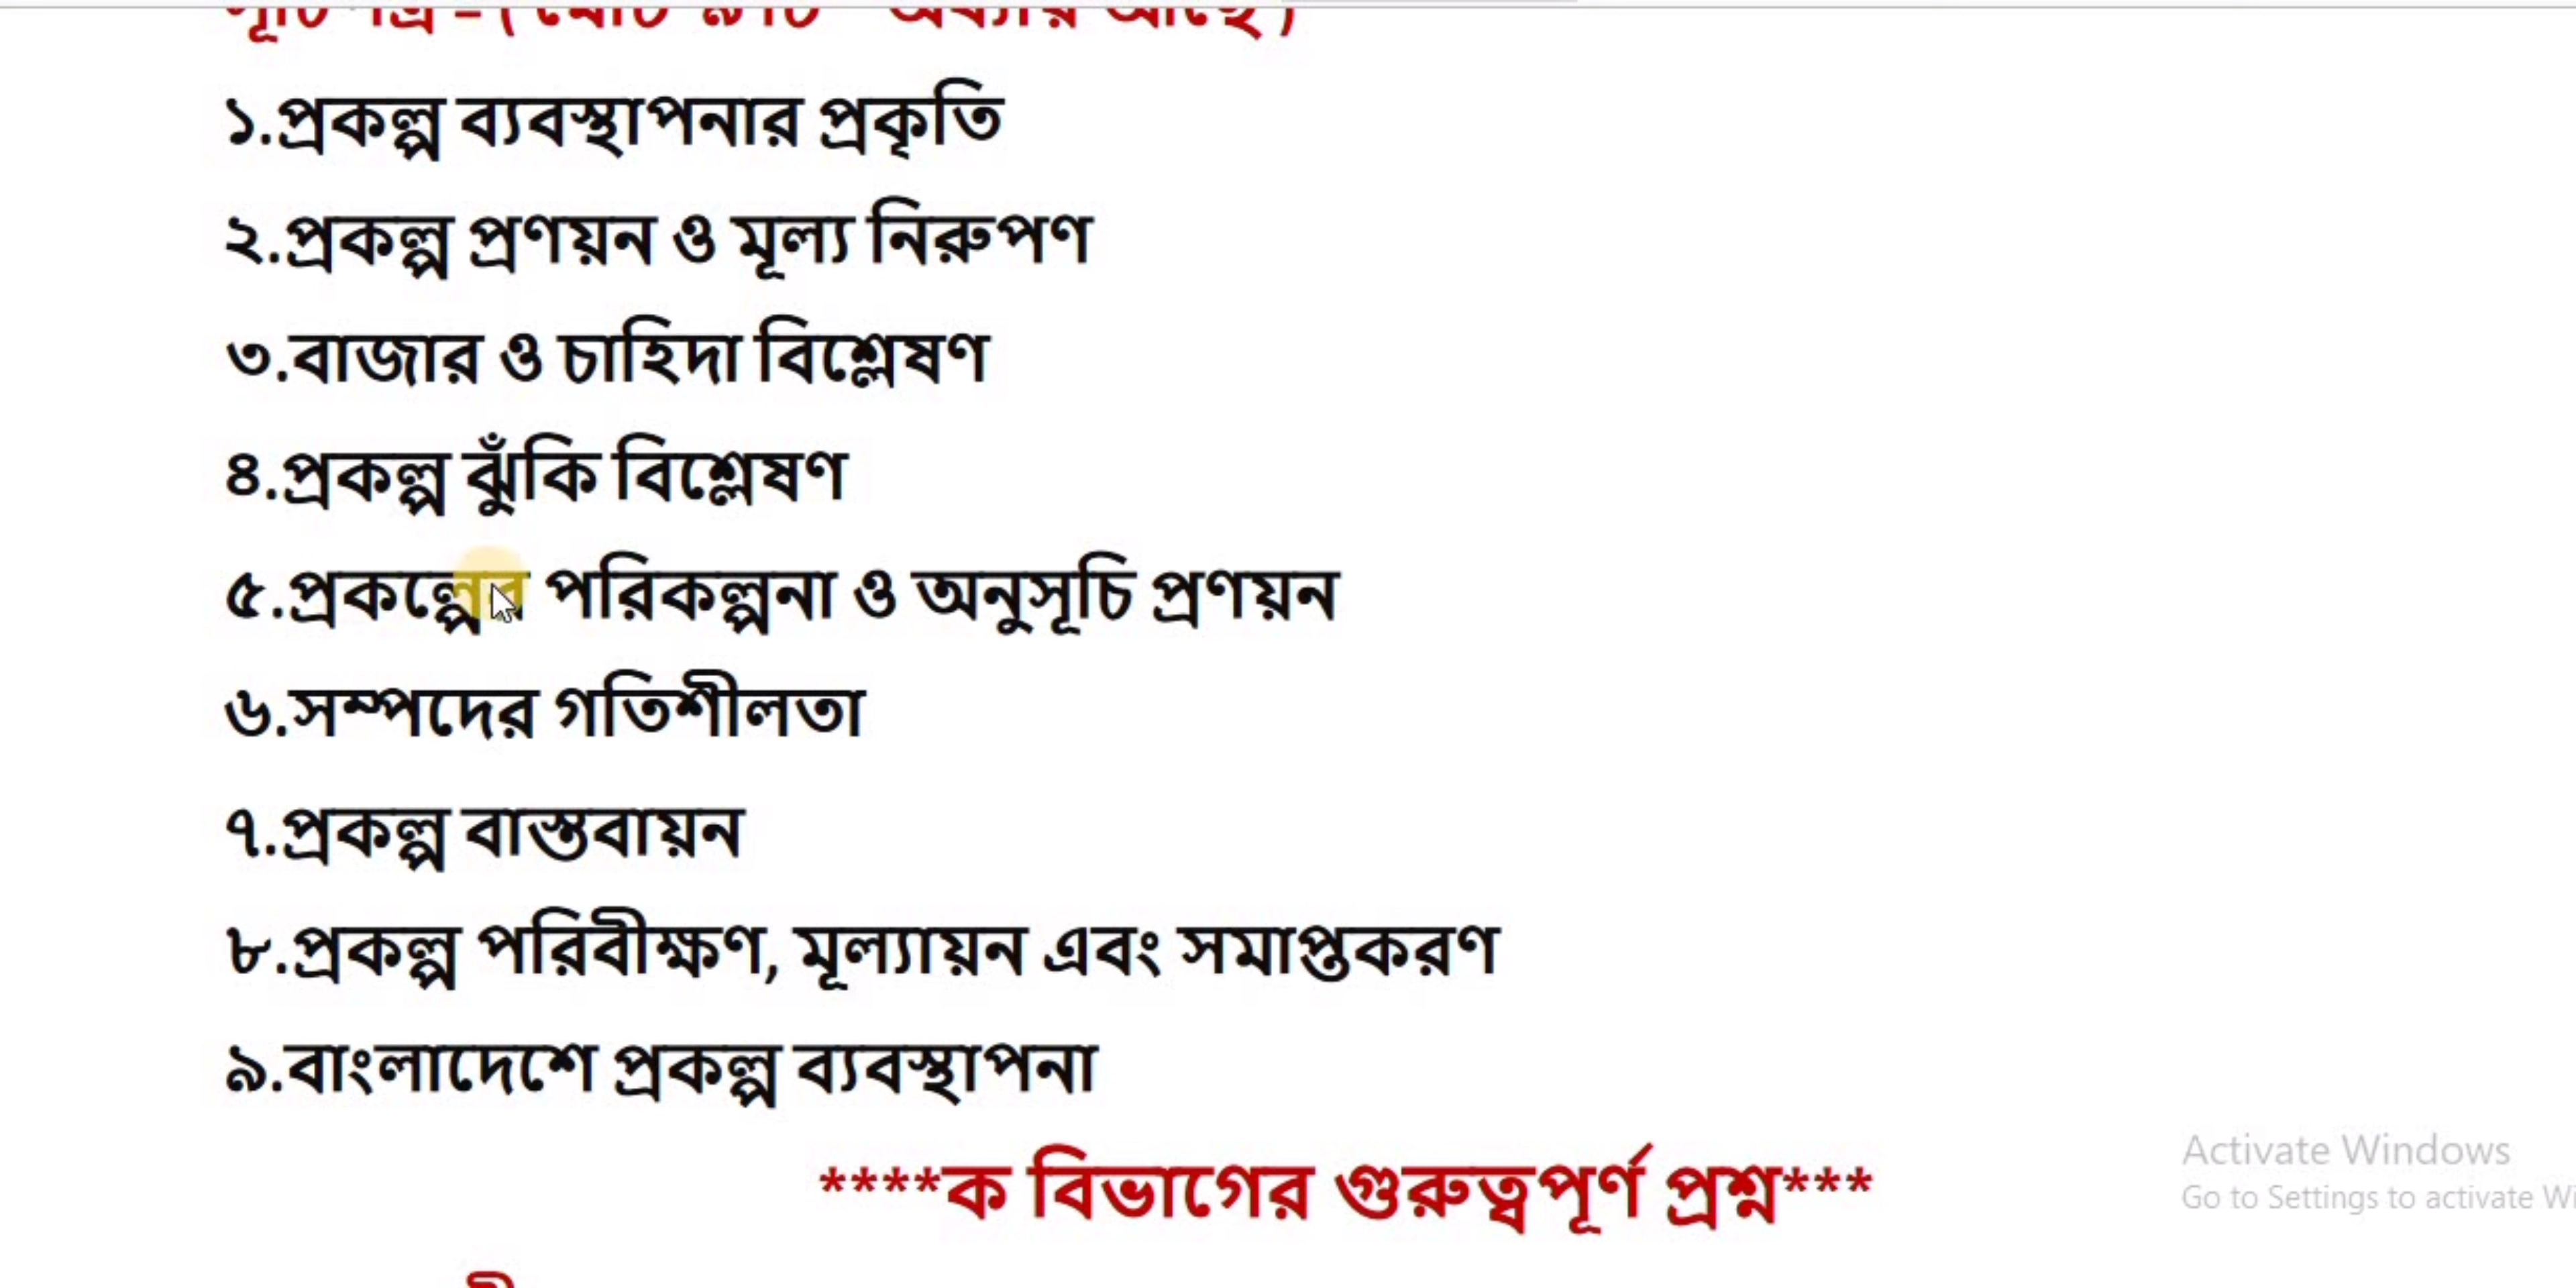 ১.প্রকল্প ব্যবস্থাপনার প্রকৃতি
২.প্রকল্প প্রণয়ন ও মূল্য নিরুপণ
৩.বাজার ও চাহিদা বিশ্লেষণ
৪.প্রকল্প ঝুঁকি বিশ্লেষণ
৫.প্রকল্পের পরিকল্পনা ও অনুসূচি প্রণয়ন
৬.সম্পদের গতিশীলতা
৭.প্রকল্প বাস্তবায়ন
৮.প্রকল্প পরিবীক্ষণ, মূল্যায়ন এবং সমাপ্তকরণ
৯.বাংলাদেশে প্রকল্প ব্যবস্থাপনা
****ক বিভাগের গুরুত্বপূর্ণ প্রশ্ন***
Activate Windows
Go to Settings to activate